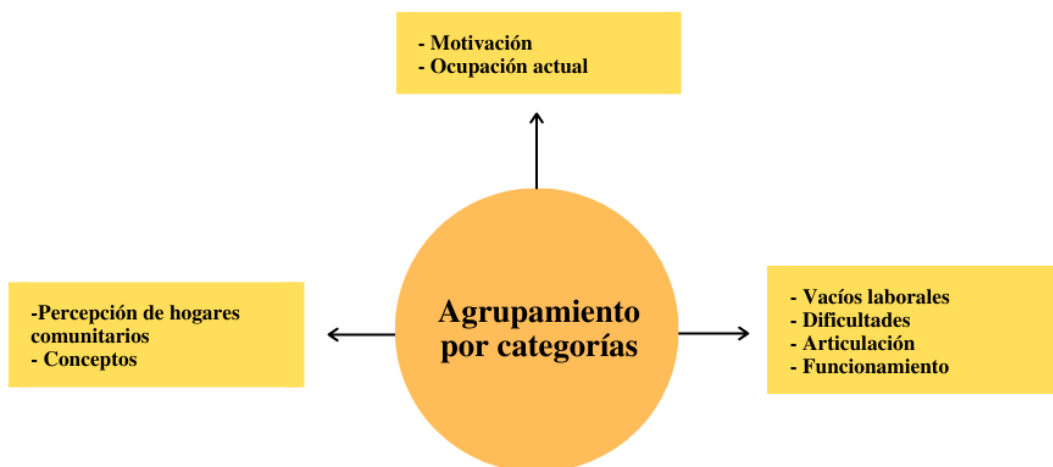 - Motivación
- Ocupación actual
-Percepción de hogares
comunitarios
- Conceptos
Agrupamiento
por categorías
- Vacíos laborales
- Dificultades
- Articulación
- Funcionamiento